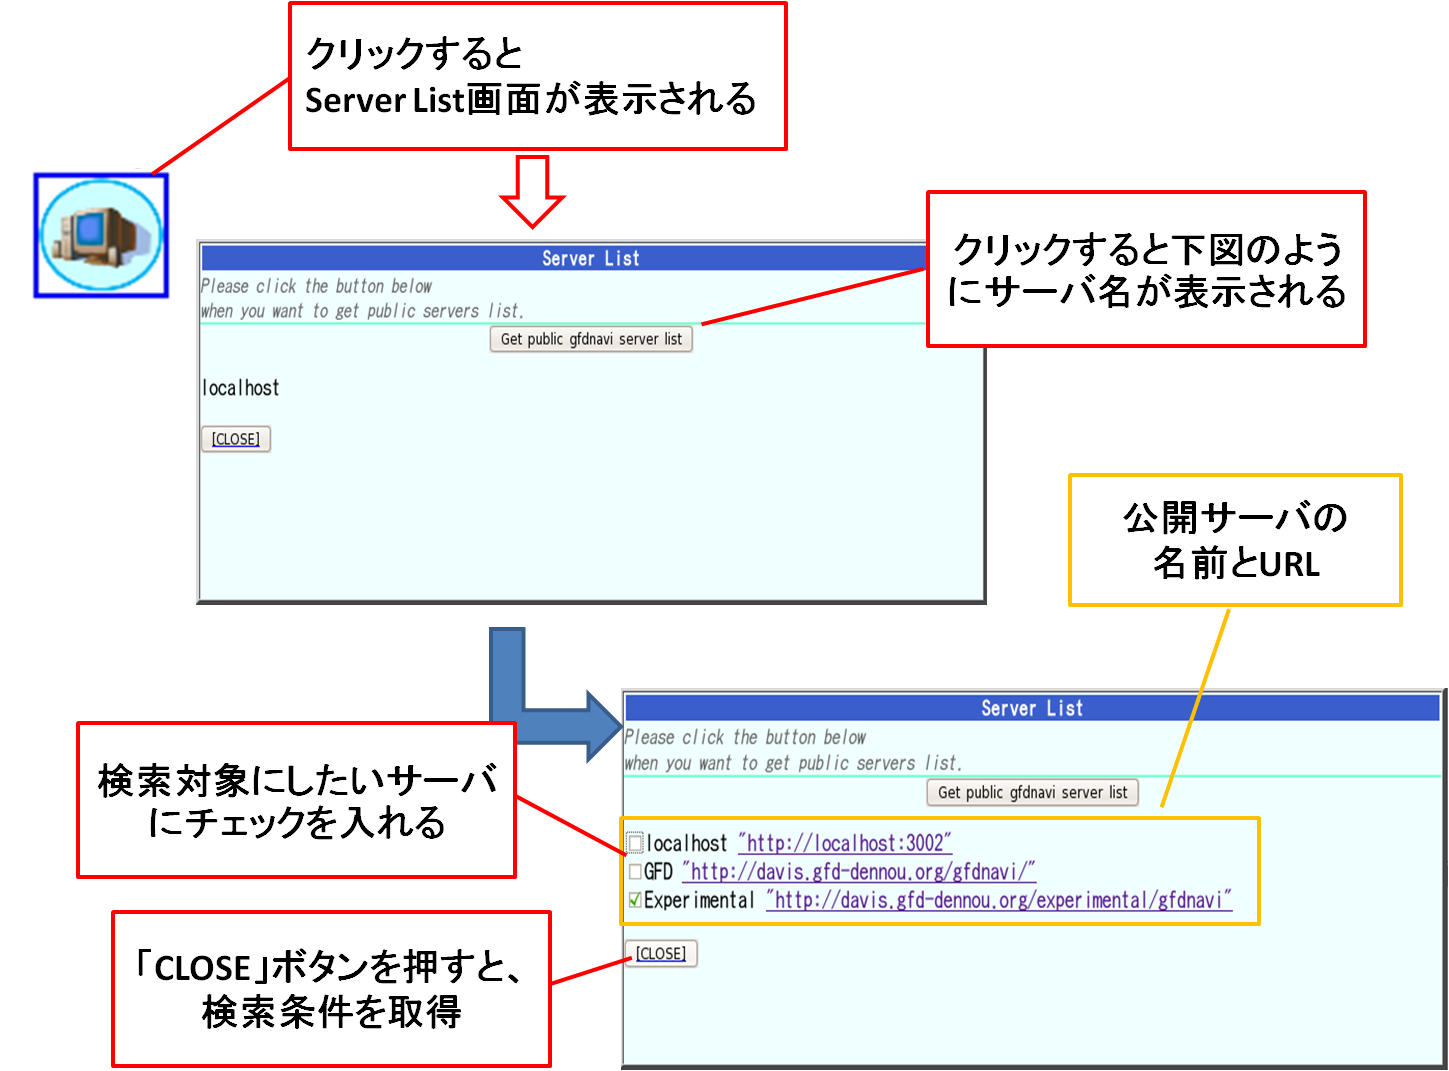 クリックすると
Server List画面が表示される
クリックすると下図のよう
にサーバ名が表示される
Server List
Please click the button below
when you want to get public servers list.
Get public gfdnavi server list
localhost
[CLOSE]
公開サーバの
名前とURL
Server List
Please click the button below
when you want to get public servers list.
Get public gfdnavi server list
検索対象にしたいサーバ
にチェックを入れる
localhost "http://localhost:3002"
GFD "http://davis.gfd-dennou.org/gfdnavi/"
Experimental "http://davis.gfd-dennou.org/experimental/gfdnavi"
[CLOSE]
「CLOSE」ボタンを押すと、
検索条件を取得